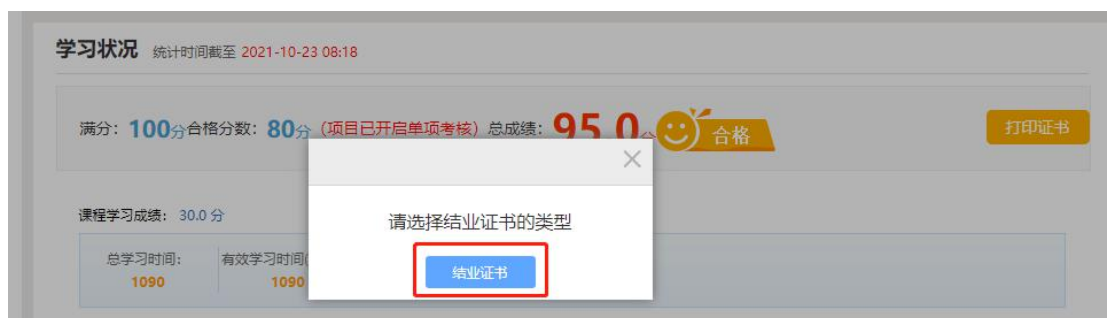 学习状况 统计时间截至 2021-10-23 08:18
满分：100分合格分数：80分（项目已开启单项考核）总成绩：95.0分 合格
打印证书
课程学习成绩：30.0 分
总学习时间： 有效学习时间(
1090 1090
请选择结业证书的类型
结业证书